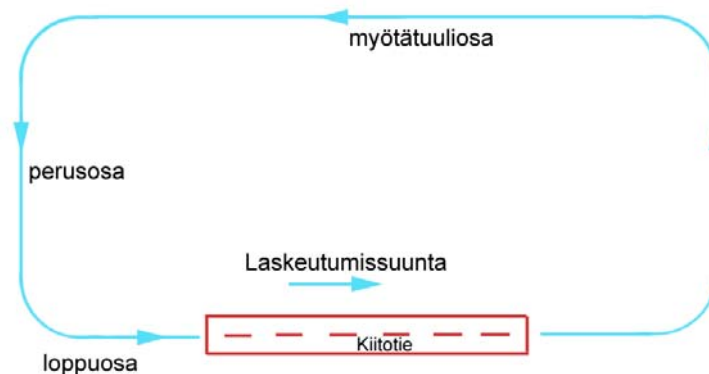 myötätuuliosa
perusosa
Laskeutumissuunta
Kiitotie
loppuosa